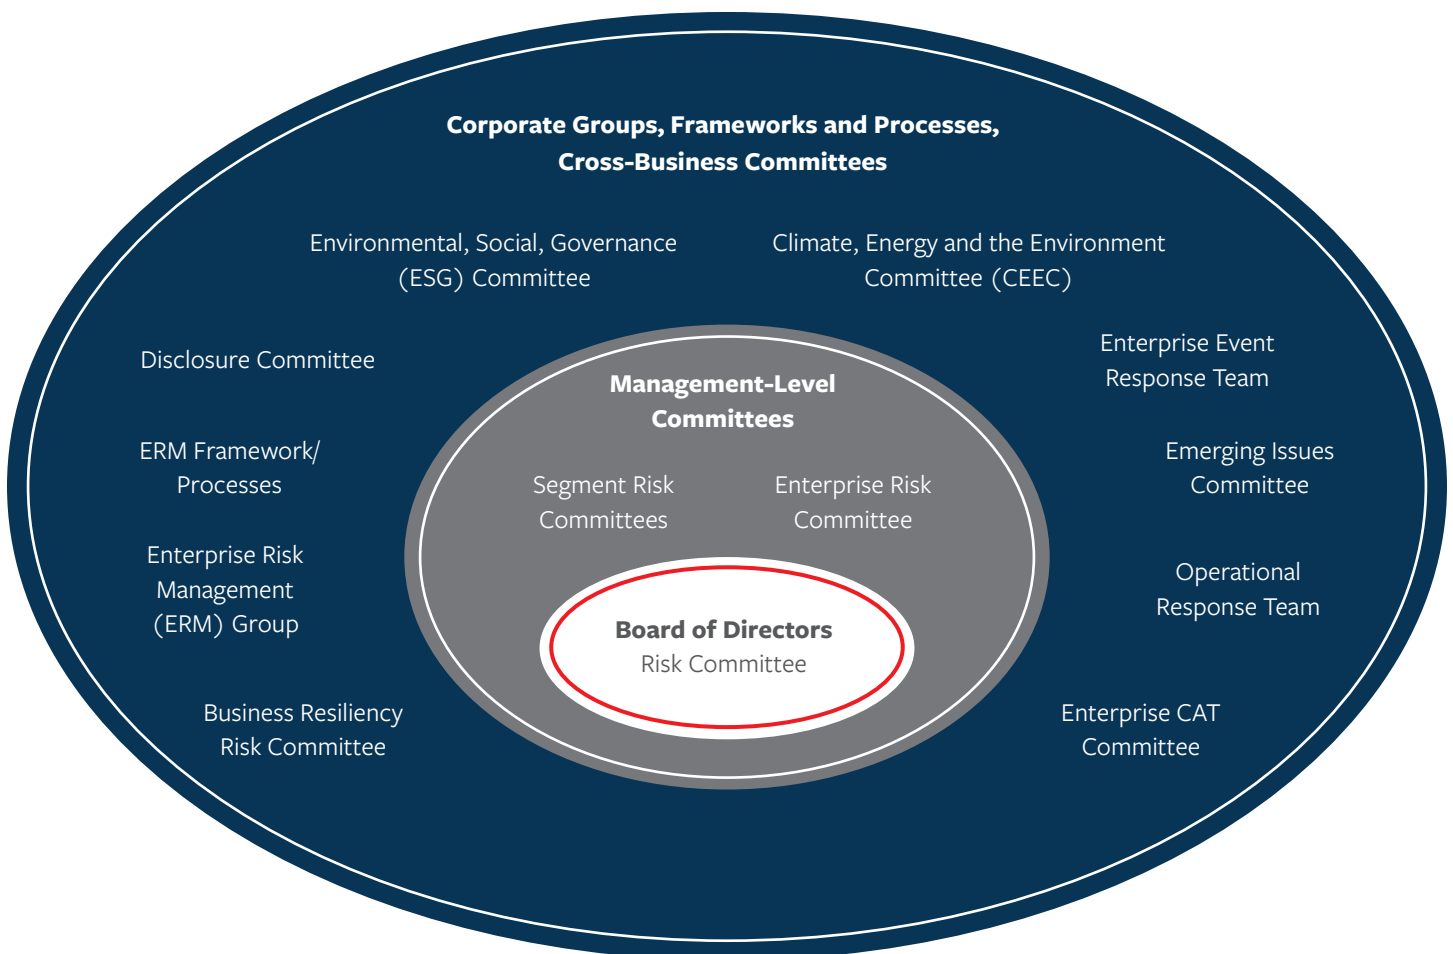 Corporate Groups, Frameworks and Processes,
Cross-Business Committees
Environmental, Social, Governance
(ESG) Committee
Climate, Energy and the Environment
Committee (CEEC)
Disclosure Committee
Enterprise Event
Response Team
ERM Framework/
Processes
Emerging Issues
Committee
Enterprise Risk
Management
(ERM) Group
Operational
Response Team
Business Resiliency
Risk Committee
Enterprise CAT
Committee
Management-Level
Committees
Segment Risk
Committees
Enterprise Risk
Committee
Board of Directors
Risk Committee